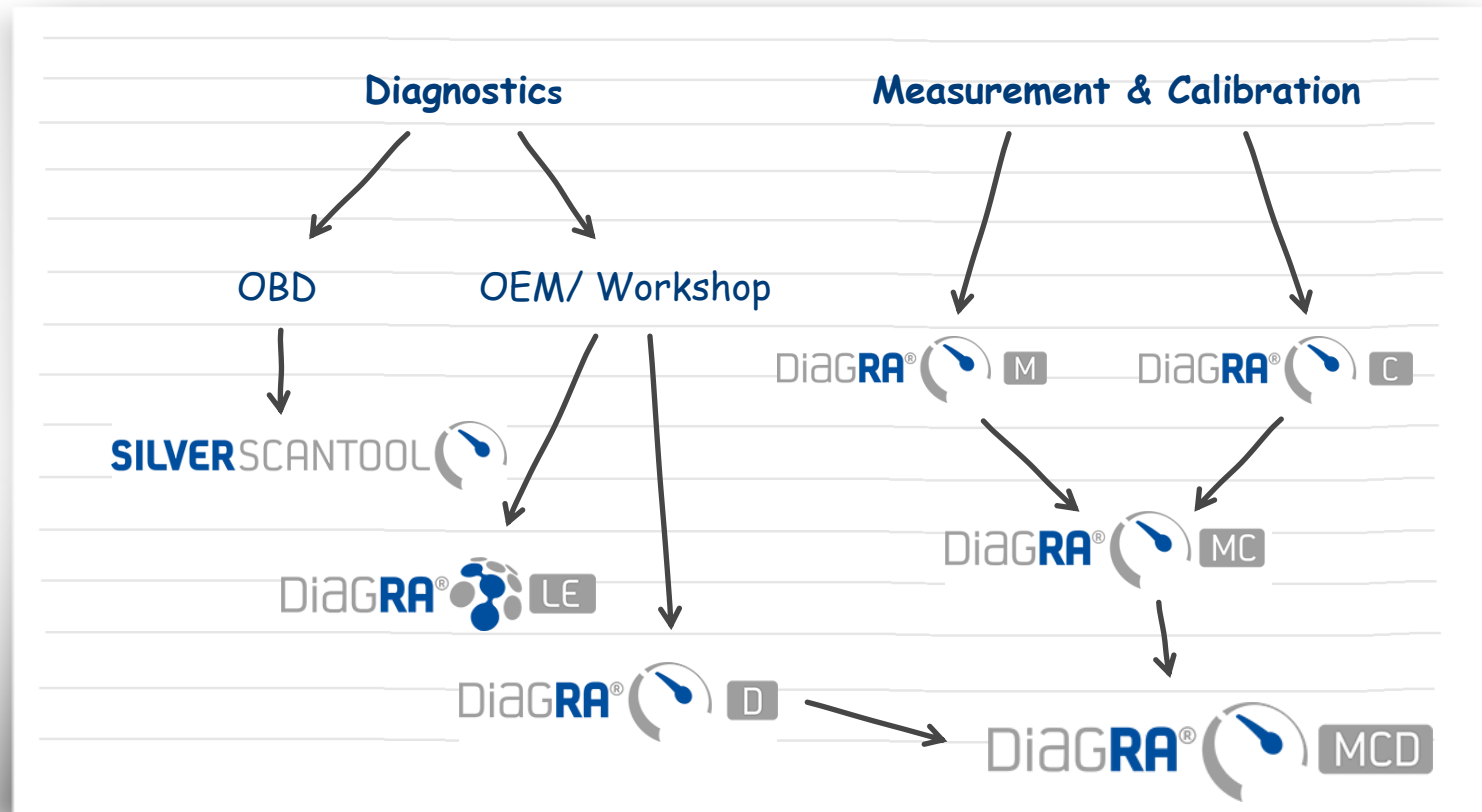 Diagnostics
Measurement & Calibration
OBD
OEM/ Workshop
DiaGRA® M
DiaGRA® C
SILVERSCANTOOL
DiaGRA® MC
DiaGRA® LE
DiaGRA® D
DiaGRA® MCD